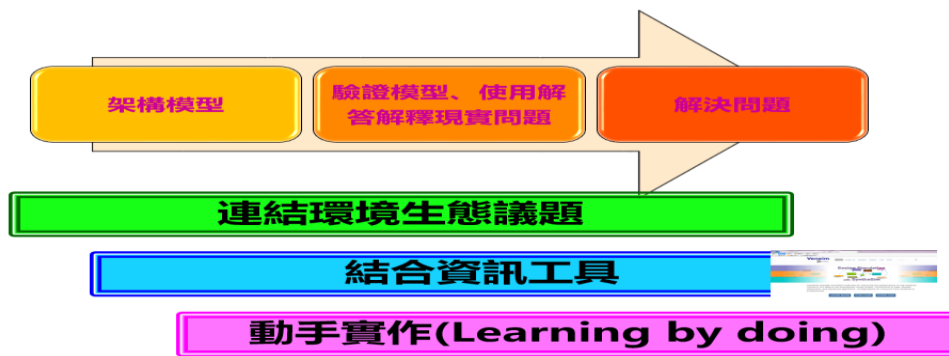 架構模型
驗證模型、使用解
答解釋現實問題
解決問題
連結環境生態議題
結合資訊工具
Vensim
動手實作(Learning by doing)